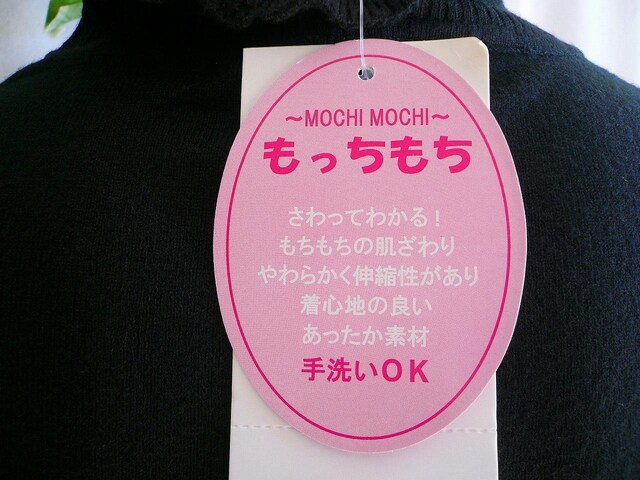 ～MOCHI MOCHI～
もっちもち
さわってわかる！
もちもちの肌ざわり
やわらかく伸縮性があり
着心地の良い
あったか素材
手洗いOK